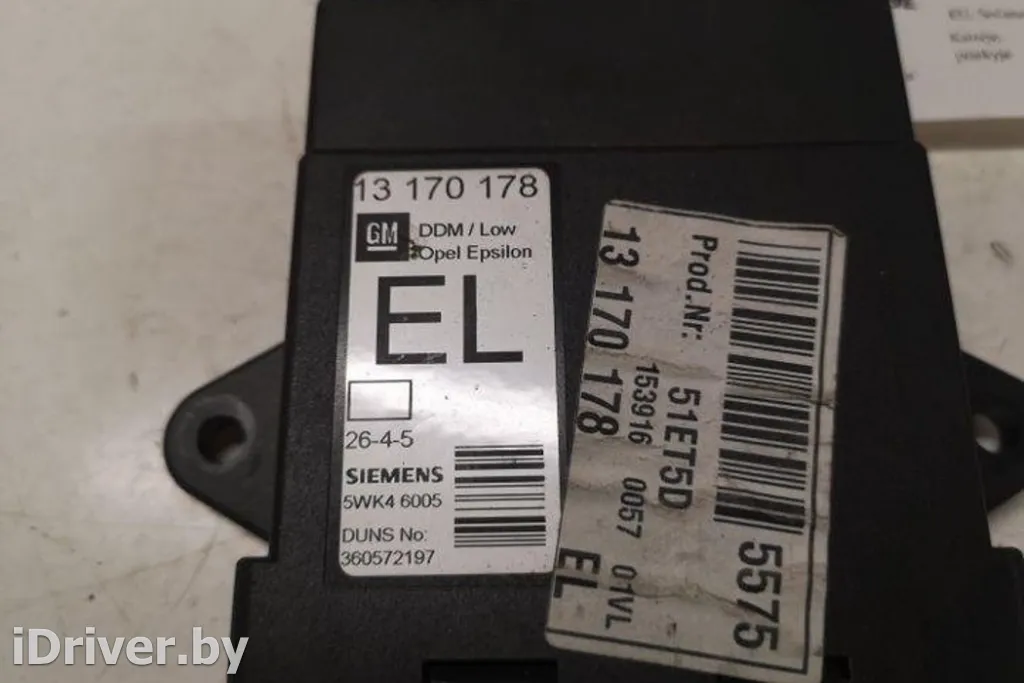 13 170 178
GM
DDM / Low
Opel Epsilon
EL
26-4-5
SIEMENS
5WK4 6005
DUNS No:
360572197
5575
Prod.Nr: 51ET5D
153916 0057 01VL
13 170 178 EL
iDriver.by